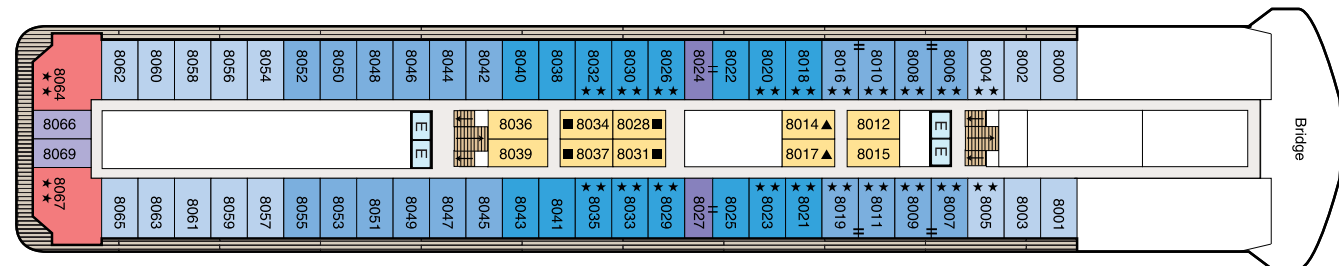 8062 8060 8058 8056 8054 8052 8050 8048 8046 8044 8042 8040 8038 8032 ★★ 8030 ★★ 8026 ★★ 8024 8022 8020 ★★ 8018 ★★ 8016 ★★ 8010 ★★ 8008 ★★ 8006 ★★ 8004 ★★ 8002 8000
8064 ★★
8066 E 8036 ■8034 8028■ 8014▲ 8012 E
8069 E 8039 ■8037 8031■ 8017▲ 8015 E
Bridge
8067 ★★
8065 8063 8061 8059 8057 8055 8053 8051 8049 8047 8045 8043 8041 ★★ 8035 ★★ 8033 ★★ 8029 8027 8025 ★★ 8023 ★★ 8021 ★★ 8019 ★★ 8011 ★★ 8009 ★★ 8007 ★★ 8005 8003 8001